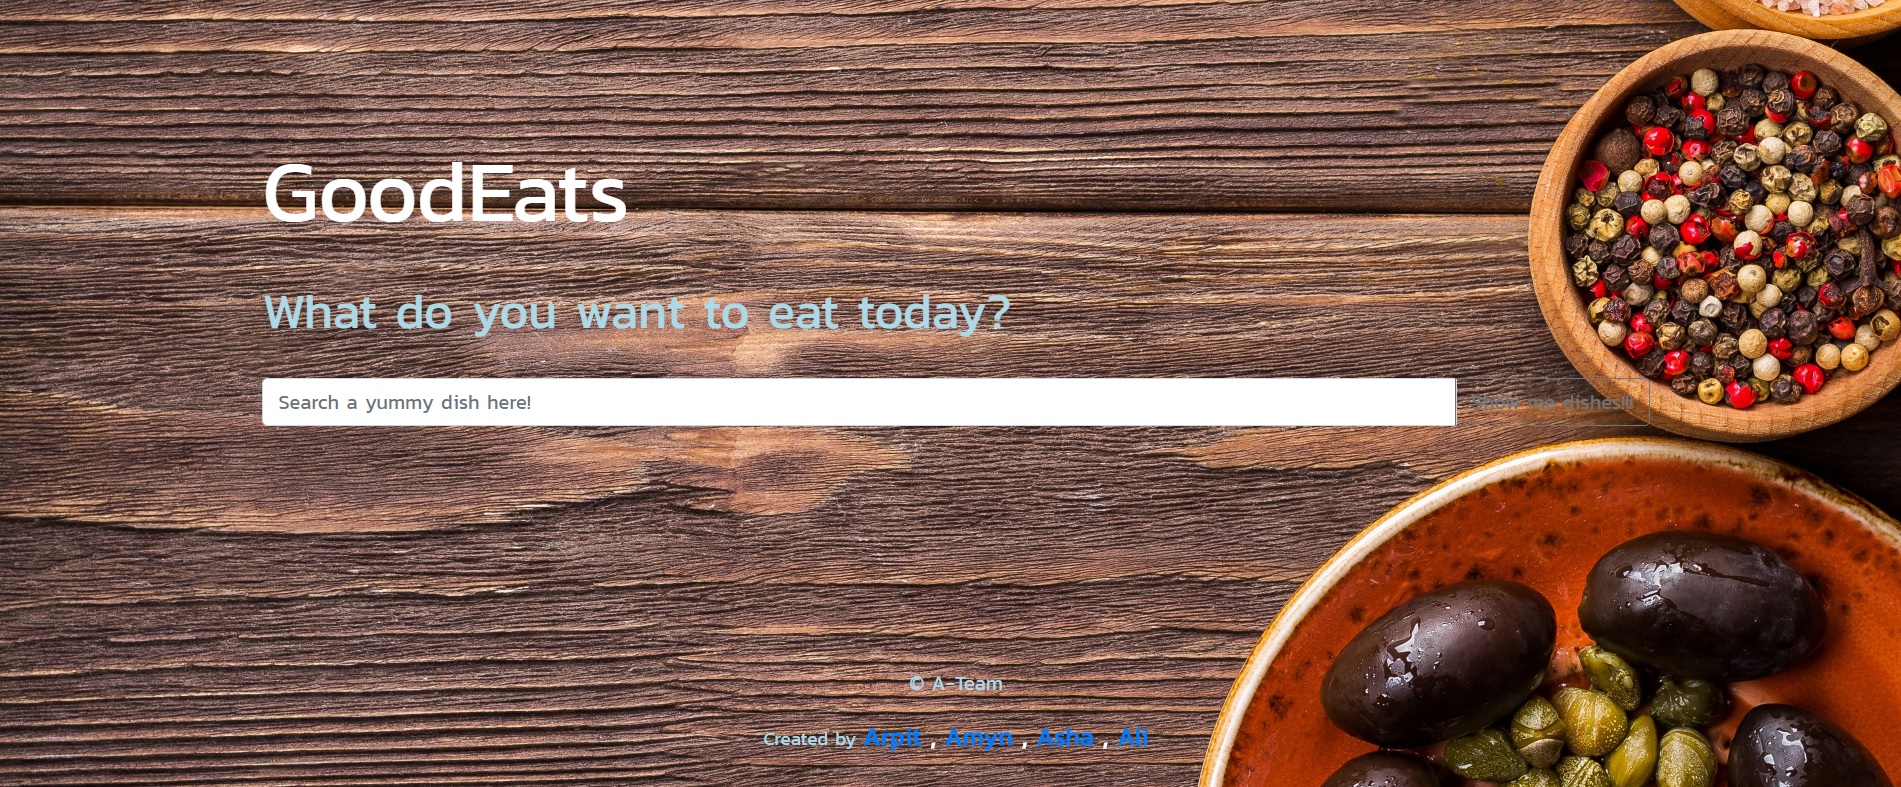 GoodEats
What do you want to eat today?
Search a yummy dish here! Show me dishes!!!
© A-Team
Created by Arpit , Amyn , Asha , Ali